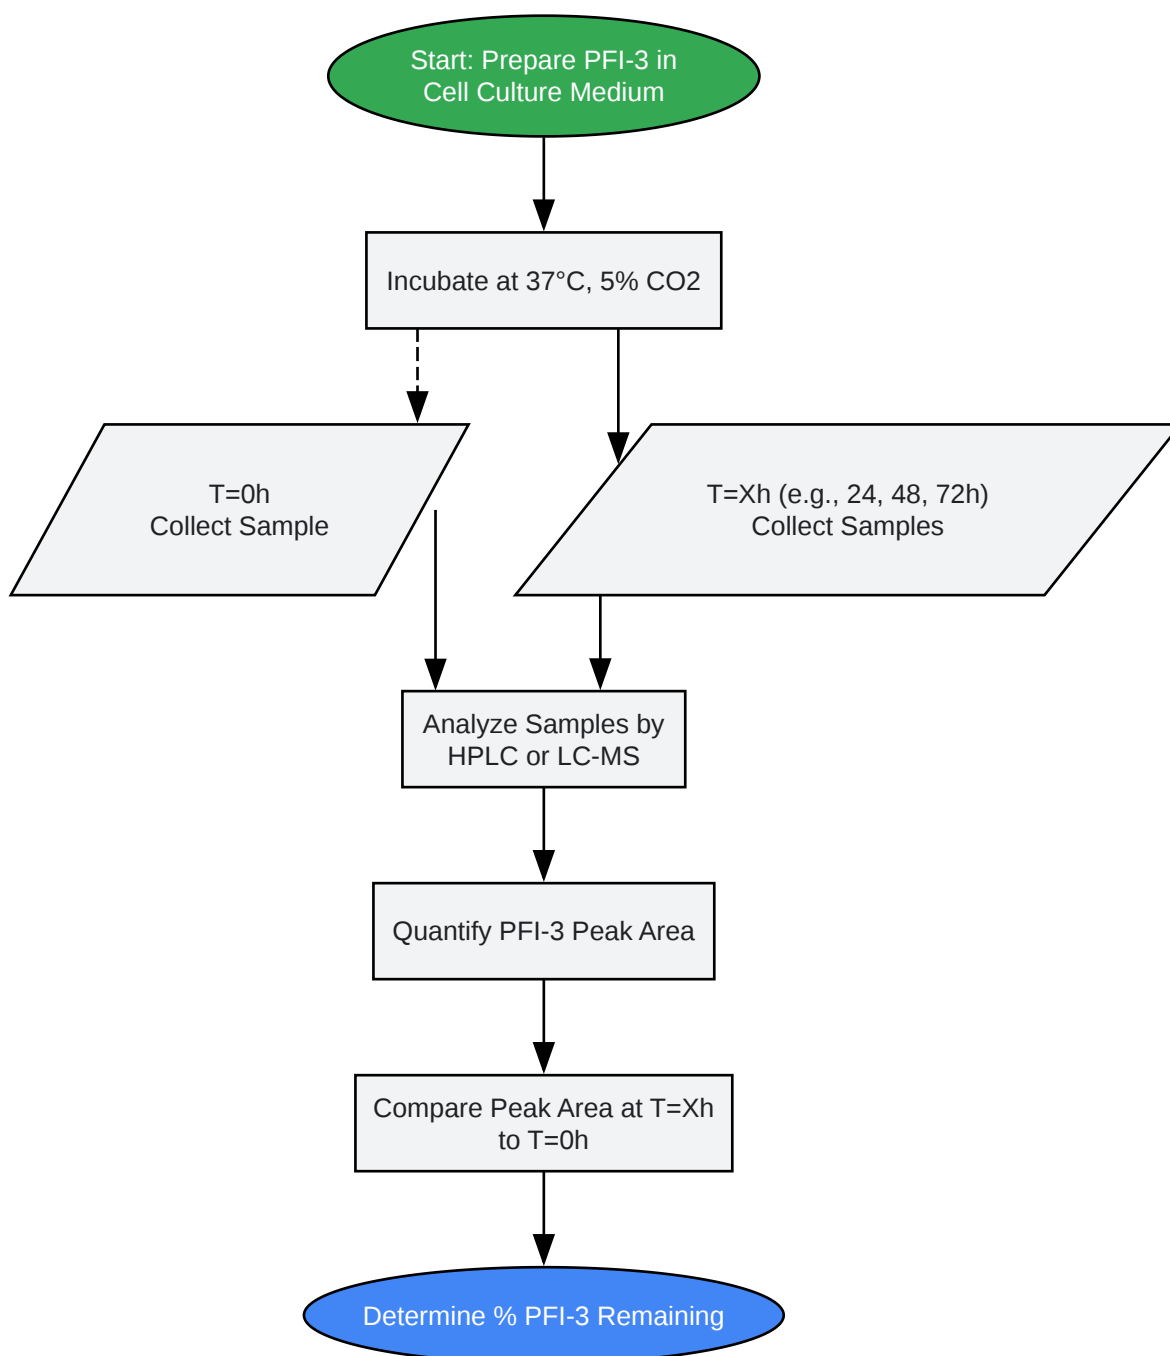 Start: Prepare PFI-3 in
Cell Culture Medium
Incubate at 37°C, 5% CO2
T=0h
Collect Sample
T=Xh (e.g., 24, 48, 72h)
Collect Samples
Analyze Samples by
HPLC or LC-MS
Quantify PFI-3 Peak Area
Compare Peak Area at T=Xh
to T=0h
Determine % PFI-3 Remaining